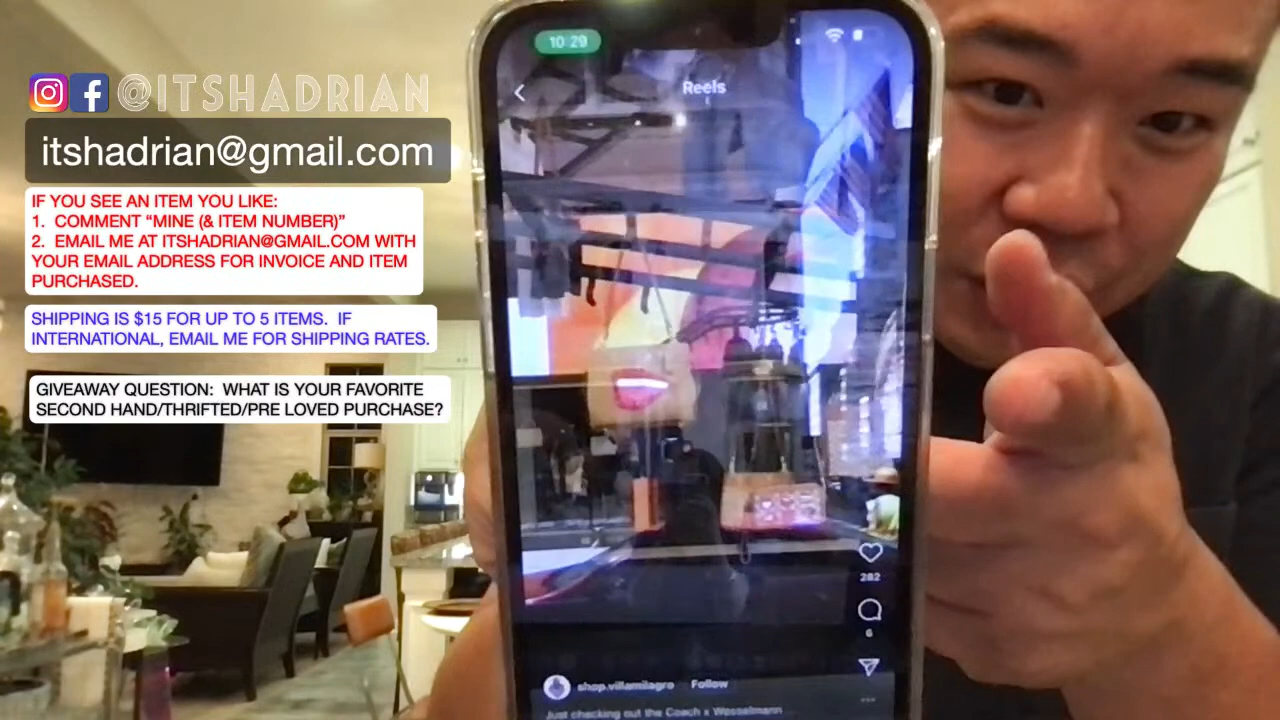 @ITSHADRIAN
itshadrian@gmail.com
IF YOU SEE AN ITEM YOU LIKE:
1. COMMENT “MINE (& ITEM NUMBER)”
2. EMAIL ME AT ITSHADRIAN@GMAIL.COM WITH
YOUR EMAIL ADDRESS FOR INVOICE AND ITEM
PURCHASED.
SHIPPING IS $15 FOR UP TO 5 ITEMS. IF
INTERNATIONAL, EMAIL ME FOR SHIPPING RATES.
GIVEAWAY QUESTION: WHAT IS YOUR FAVORITE
SECOND HAND/THRIFTED/PRE LOVED PURCHASE?
10:29
Reels
282
6
shop.villamilagro Follow
Just checking out the Coach x Wesselmann